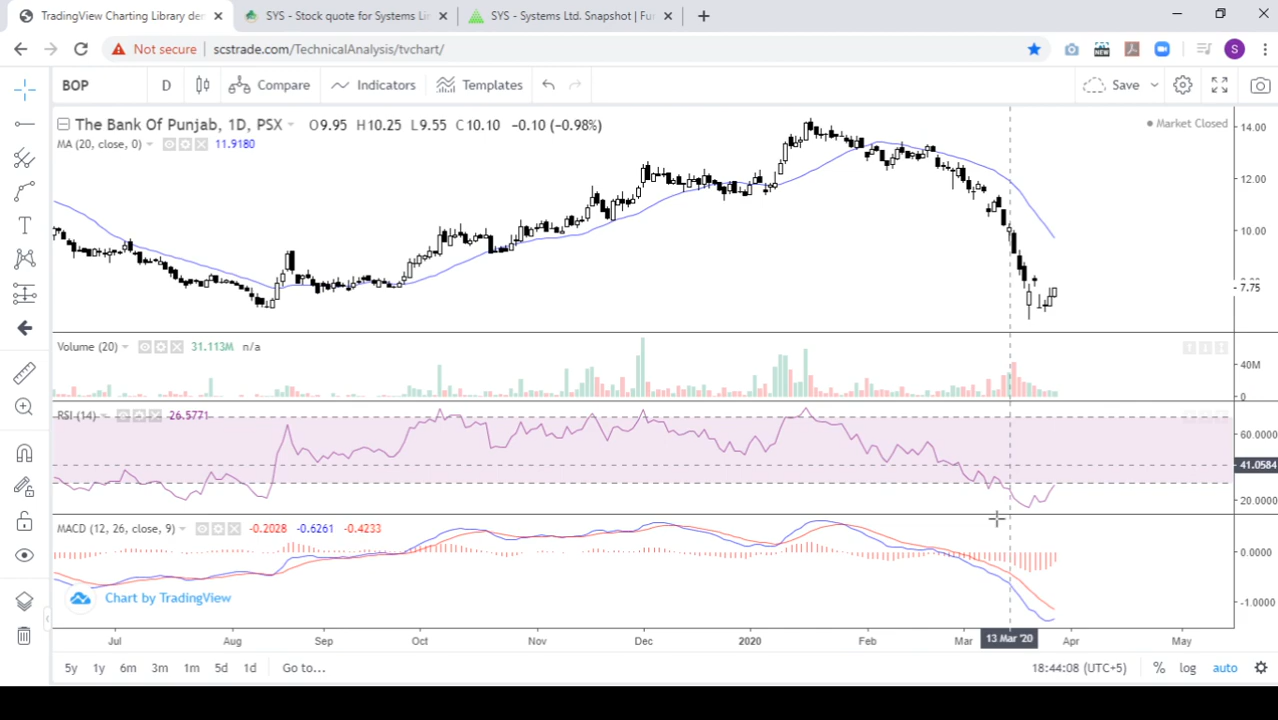 TradingView Charting Library der
SYS - Stock quote for Systems Lir
SYS - Systems Ltd. Snapshot | Fur
Not secure scstrade.com/TechnicalAnalysis/tvchart/
NEW
S
BOP D Compare Indicators Templates Save
The Bank Of Punjab, 1D, PSX O9.95 H10.25 L9.55 C10.10 −0.10 (−0.98%)
Market Closed
MA (20, close, 0) 11.9180
14.00
12.00
10.00
7.75
Volume (20) 31.113M n/a
40M
0
RSI (14) 26.5771
60.0000
41.0584
20.0000
MACD (12, 26, close, 9) -0.2028 -0.6261 -0.4233
0.0000
-1.0000
Chart by TradingView
Jul Aug Sep Oct Nov Dec 2020 Feb Mar 13 Mar '20 Apr May
5y 1y 6m 3m 1m 5d 1d Go to... 18:44:08 (UTC+5) % log auto